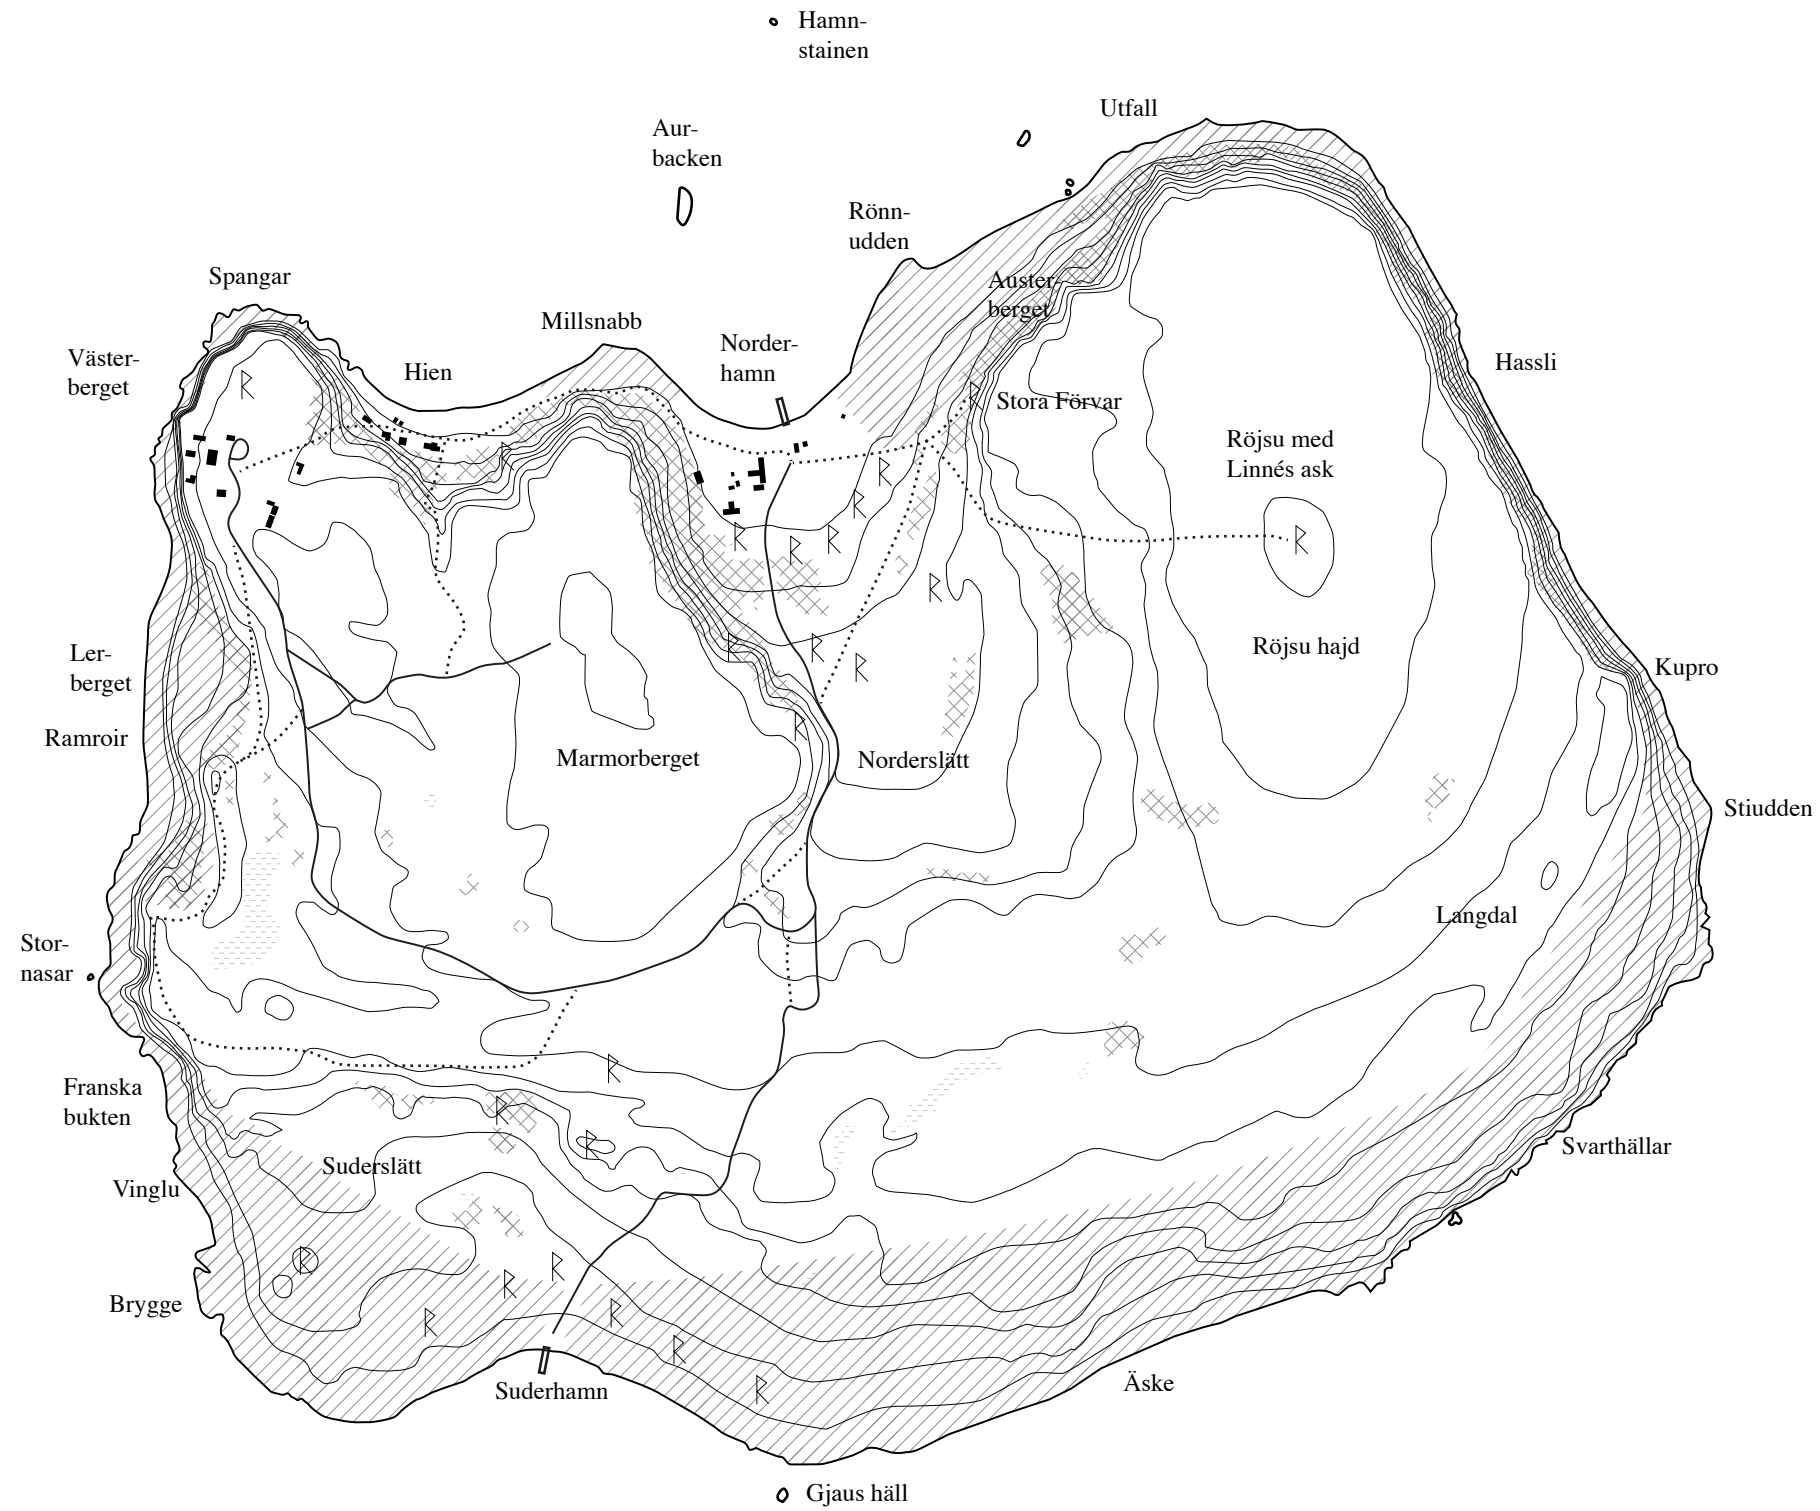 Hamn-
stainen
Utfall
Aur-
backen
Rönn-
udden
Spangar
Auster-
berget
Millsnabb
Norder-
hamn
Väster-
berget
Hien
Hassli
Stora Förvar
Röjsu med
Linnés ask
Röjsu hajd
Ler-
berget
Kupro
Ramroir
Marmorberget
Norderslätt
Stiudden
Langdal
Stor-
nasar
Franska
bukten
Suderslätt
Svarthällar
Vinglu
Brygge
Suderhamn
Äske
Gjaus häll